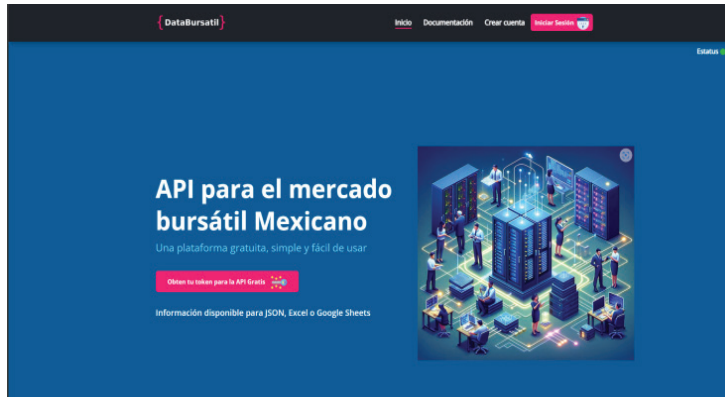 {DataBursatil}
Inicio Documentación Crear cuenta Iniciar Sesión
Estatus
API para el mercado
bursátil Mexicano
Una plataforma gratuita, simple y fácil de usar
Obten tu token para la API Gratis
Información disponible para JSON, Excel o Google Sheets